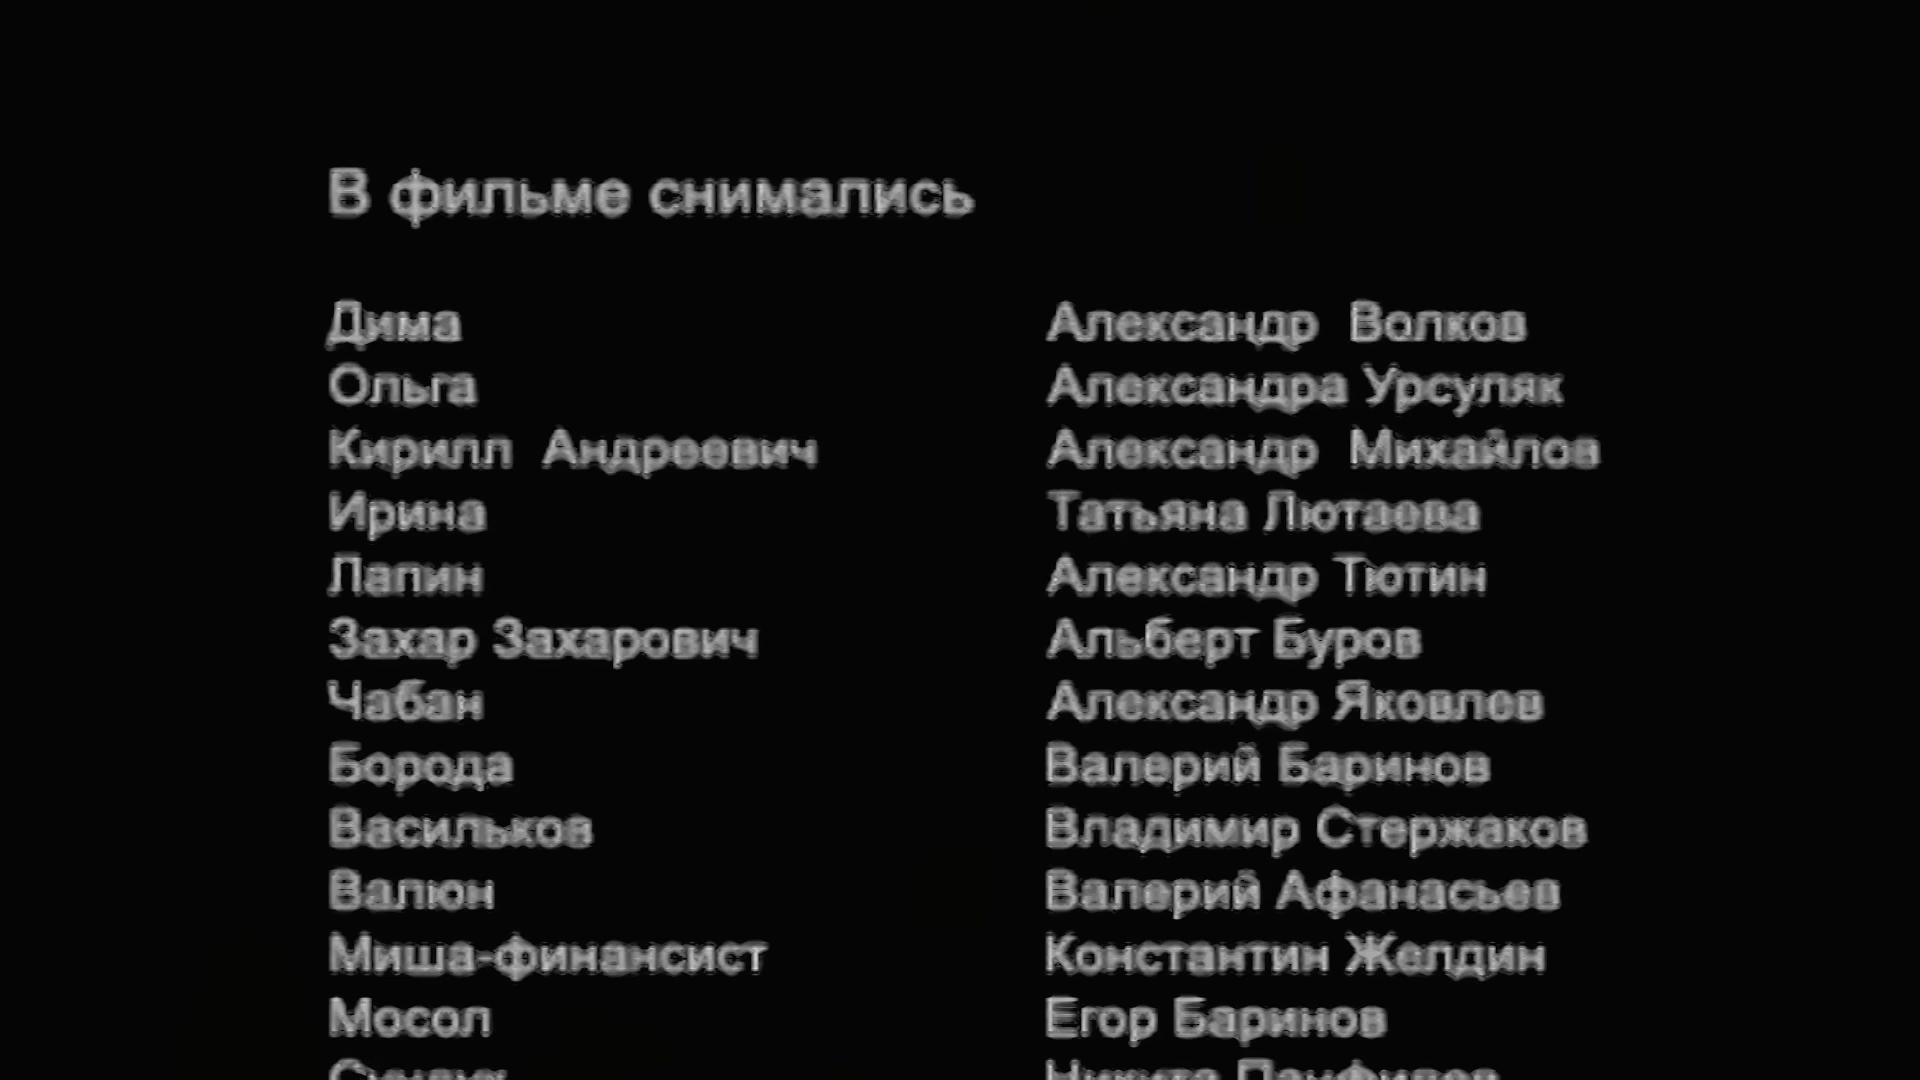 В фильме снимались
Дима Александр Волков
Ольга Александра Урсуляк
Кирилл Андреевич Александр Михайлов
Ирина Татьяна Лютаева
Лапин Александр Тютин
Захар Захарович Альберт Буров
Чабан Александр Яковлев
Борода Валерий Баринов
Васильков Владимир Стержаков
Валюн Валерий Афанасьев
Миша-финансист Константин Желдин
Мосол Егор Баринов
Никита Панфилов